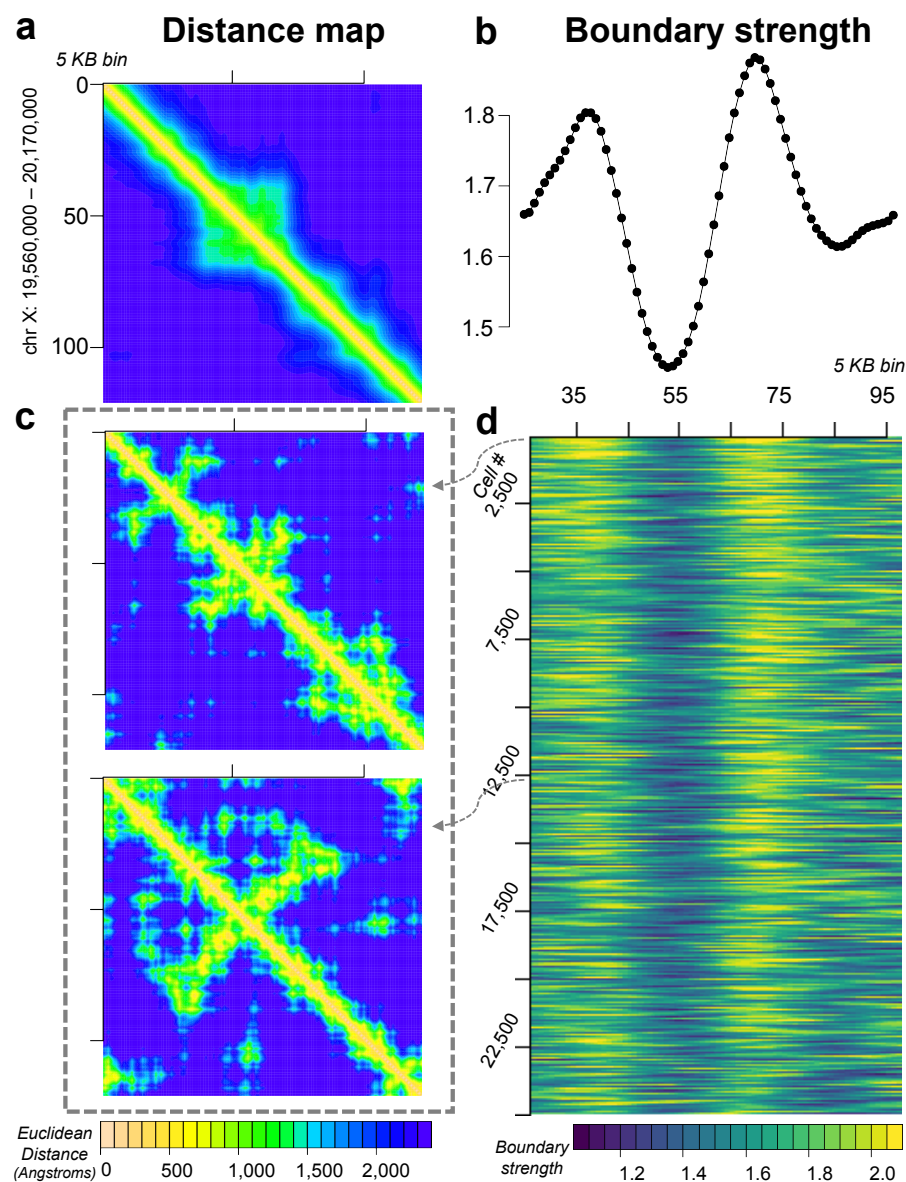 a
Distance map
5 KB bin
0
50
100
chr X: 19,560,000 – 20,170,000
b
Boundary strength
1.8
1.7
1.6
1.5
5 KB bin
35 55 75 95
c
d
Cell #
2,500
7,500
12,500
17,500
22,500
Euclidean
Distance
(Angstroms)
0 500 1,000 1,500 2,000
Boundary
strength
1.2 1.4 1.6 1.8 2.0